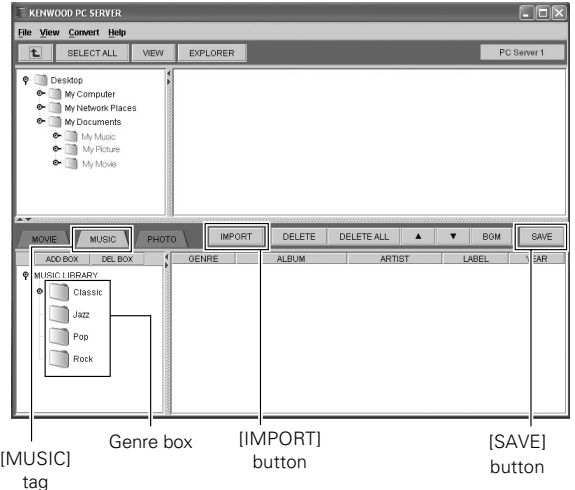 KENWOOD PC SERVER
File View Convert Help
SELECT ALL VIEW EXPLORER PC Server 1
Desktop
My Computer
My Network Places
My Documents
My Music
My Picture
My Movie
MOVIE MUSIC PHOTO IMPORT DELETE DELETE ALL ▲ ▼ BGM SAVE
ADD BOX DEL BOX GENRE ALBUM ARTIST LABEL YEAR
MUSIC LIBRARY
Classic
Jazz
Pop
Rock
[MUSIC]
tag
Genre box
[IMPORT]
button
[SAVE]
button